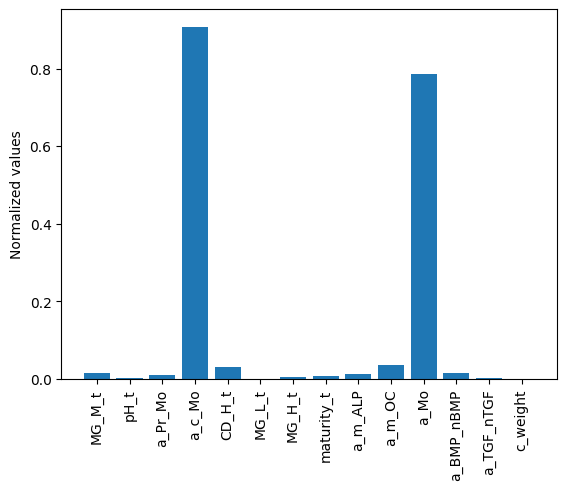 Normalized values
0.8
0.6
0.4
0.2
0.0
MG_M_t
pH_t
a_Pr_Mo
a_c_Mo
CD_H_t
MG_L_t
MG_H_t
maturity_t
a_m_ALP
a_m_OC
a_Mo
a_BMP_nBMP
a_TGF_nTGF
c_weight